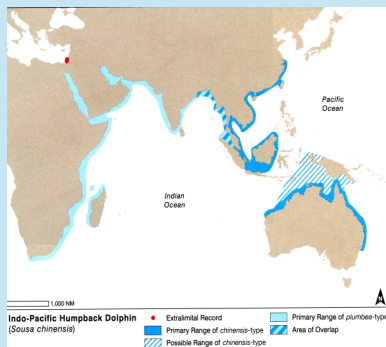 Pacific
Ocean
Indian
Ocean
1,000 NM
Indo-Pacific Humpback Dolphin
(Sousa chinensis)
Extralimital Record
Primary Range of chinensis-type
Possible Range of chinensis-type
Primary Range of plumbea-type
Area of Overlap